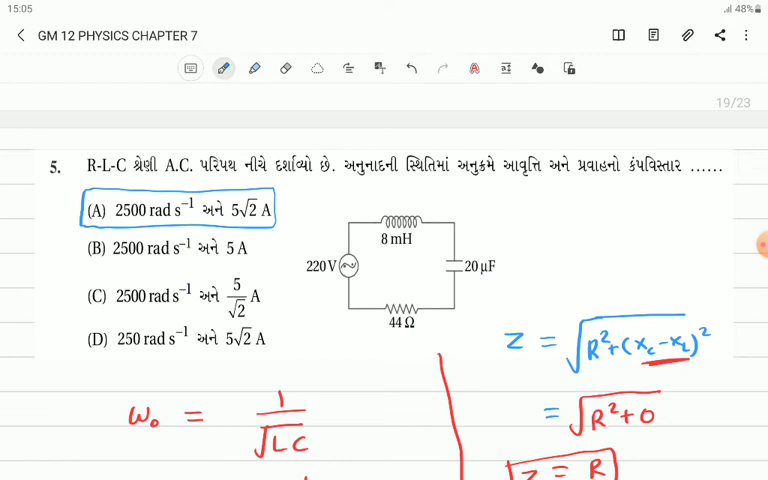 15:05
48%
GM 12 PHYSICS CHAPTER 7
19/23
5. R-L-C શ્રેણી A.C. પરિપથ નીચે દર્શાવ્યો છે. અનુનાદની સ્થિતિમાં અનુક્રમે આવૃત્તિ અને પ્રવાહનો કંપવિસ્તાર ......
(A) 2500 rad s⁻¹ અને 5√2 A
(B) 2500 rad s⁻¹ અને 5 A
(C) 2500 rad s⁻¹ અને 5/√2 A
(D) 250 rad s⁻¹ અને 5√2 A
8 mH
220 V
20 μF
44 Ω
Z = √R²+(Xc-XL)²
= √R²+0
Z = R
ω₀ = 1/√LC